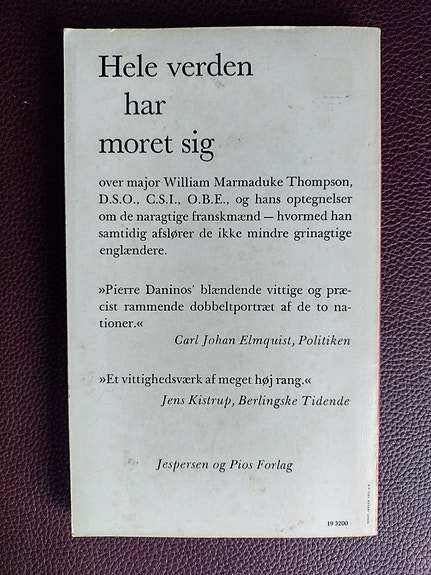 Hele verden
har
moret sig
over major William Marmaduke Thompson,
D.S.O., C.S.I., O.B.E., og hans optegnelser
om de naragtige franskmænd — hvormed han
samtidig afslører de ikke mindre grinagtige
englændere.
»Pierre Daninos' blændende vittige og præ-
cist rammende dobbeltportræt af de to na-
tioner.«
Carl Johan Elmquist, Politiken
»Et vittighedsværk af meget høj rang.«
Jens Kistrup, Berlingske Tidende
Jespersen og Pios Forlag
19 3200